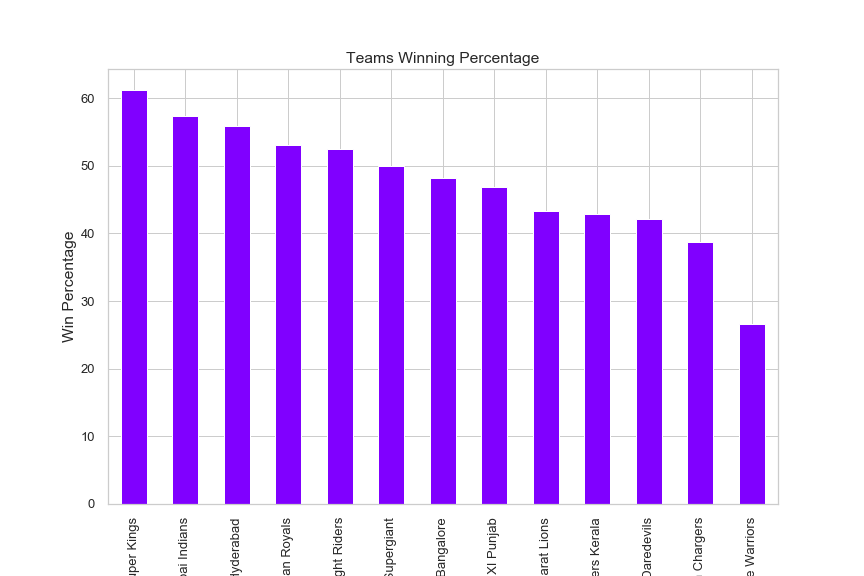 Teams Winning Percentage
Win Percentage
60
50
40
30
20
10
0
uper Kings
ai Indians
Hyderabad
an Royals
ght Riders
Supergiant
Bangalore
XI Punjab
arat Lions
ers Kerala
Daredevils
Chargers
e Warriors